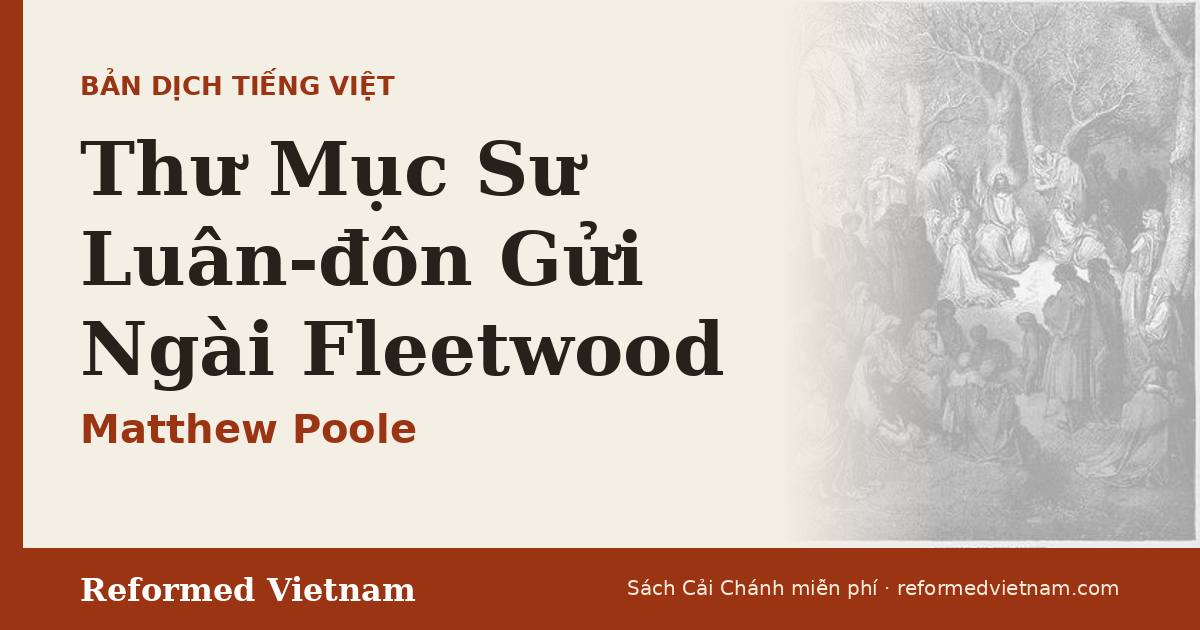 BẢN DỊCH TIẾNG VIỆT
Thư Mục Sư
Luân-đôn Gửi
Ngài Fleetwood
Matthew Poole
Reformed Vietnam
Sách Cải Chánh miễn phí · reformedvietnam.com